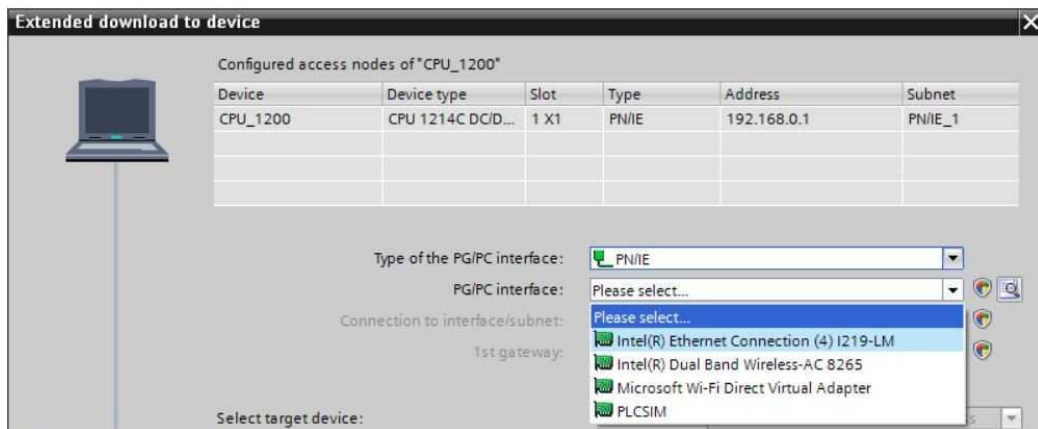 Extended download to device
Configured access nodes of "CPU_1200"
Device Device type Slot Type Address Subnet
CPU_1200 CPU 1214C DC/D... 1 X1 PN/IE 192.168.0.1 PN/IE_1
Type of the PG/PC interface: PN/IE
PG/PC interface: Please select...
Connection to interface/subnet: Please select...
1st gateway: Intel(R) Ethernet Connection (4) I219-LM
Intel(R) Dual Band Wireless-AC 8265
Microsoft Wi-Fi Direct Virtual Adapter
PLCSIM
Select target device: